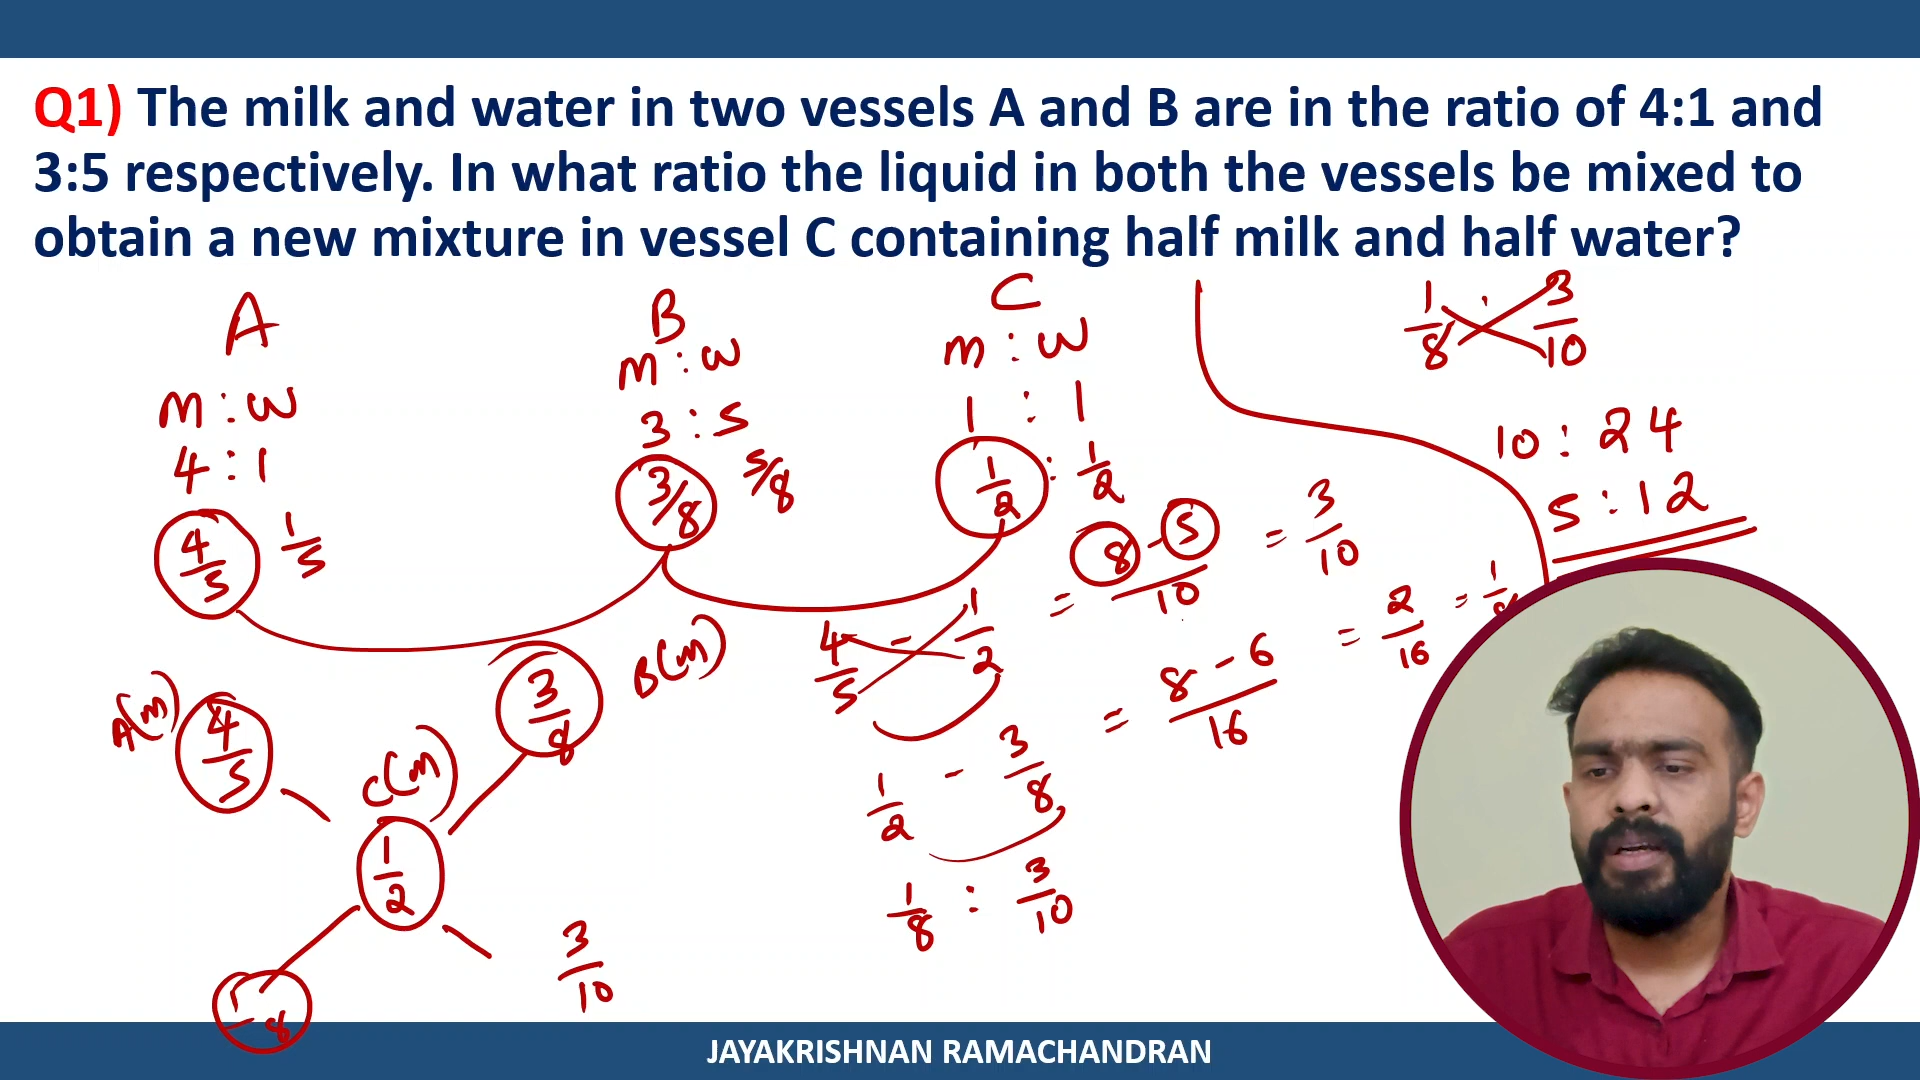 Q1) The milk and water in two vessels A and B are in the ratio of 4:1 and
3:5 respectively. In what ratio the liquid in both the vessels be mixed to
obtain a new mixture in vessel C containing half milk and half water?
A
m : w
4 : 1
4/5 1/5
B
m : w
3 : 5
3/8 5/8
C
m : w
1 : 1
1/2 : 1/2
A(m) 4/5
3/8 B(m)
C(m)
1/2
1/8 3/10
4/5 - 1/2 = 8 - 5/10 = 3/10
1/2 - 3/8 = 8 - 6/16 = 2/16 =
1/8 : 3/10
1/8 : 3/10
10 : 24
5 : 12
JAYAKRISHNAN RAMACHANDRAN